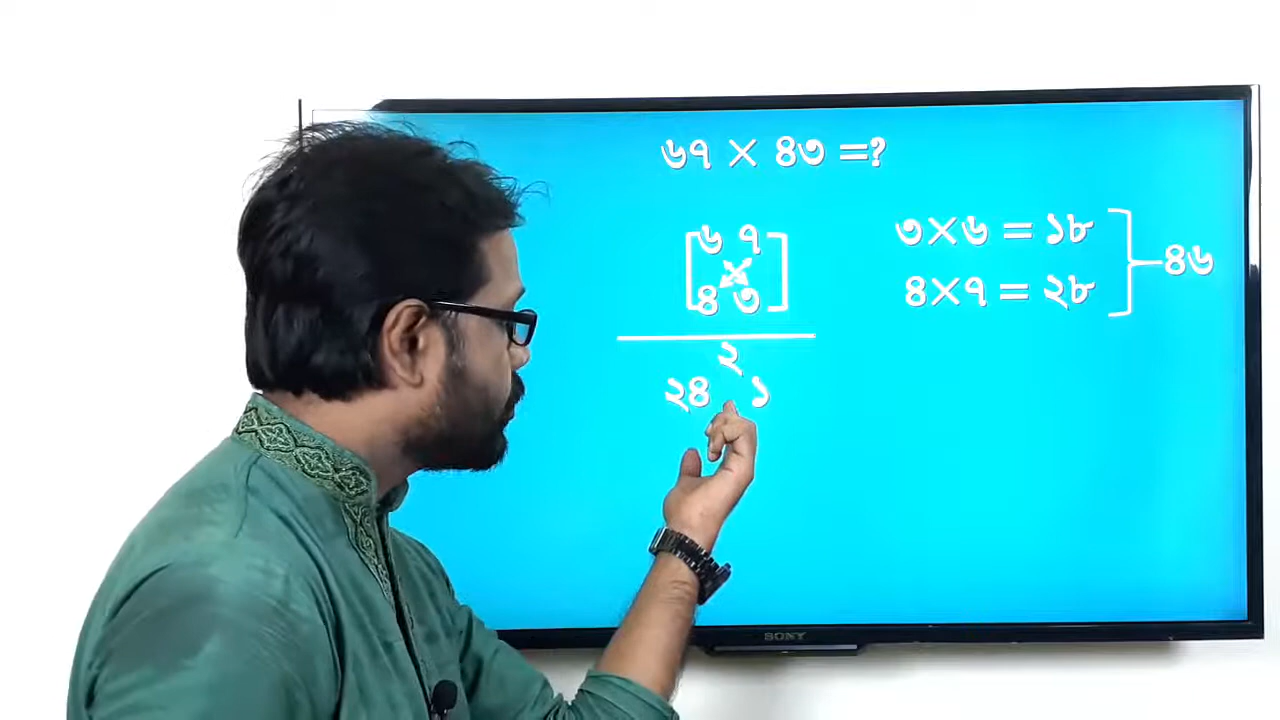 ৬৭ × ৪৩ =?
৬ ৭
৪ ৩
২
২৪ ১
৩×৬ = ১৮
৪×৭ = ২৮
৪৬
SONY